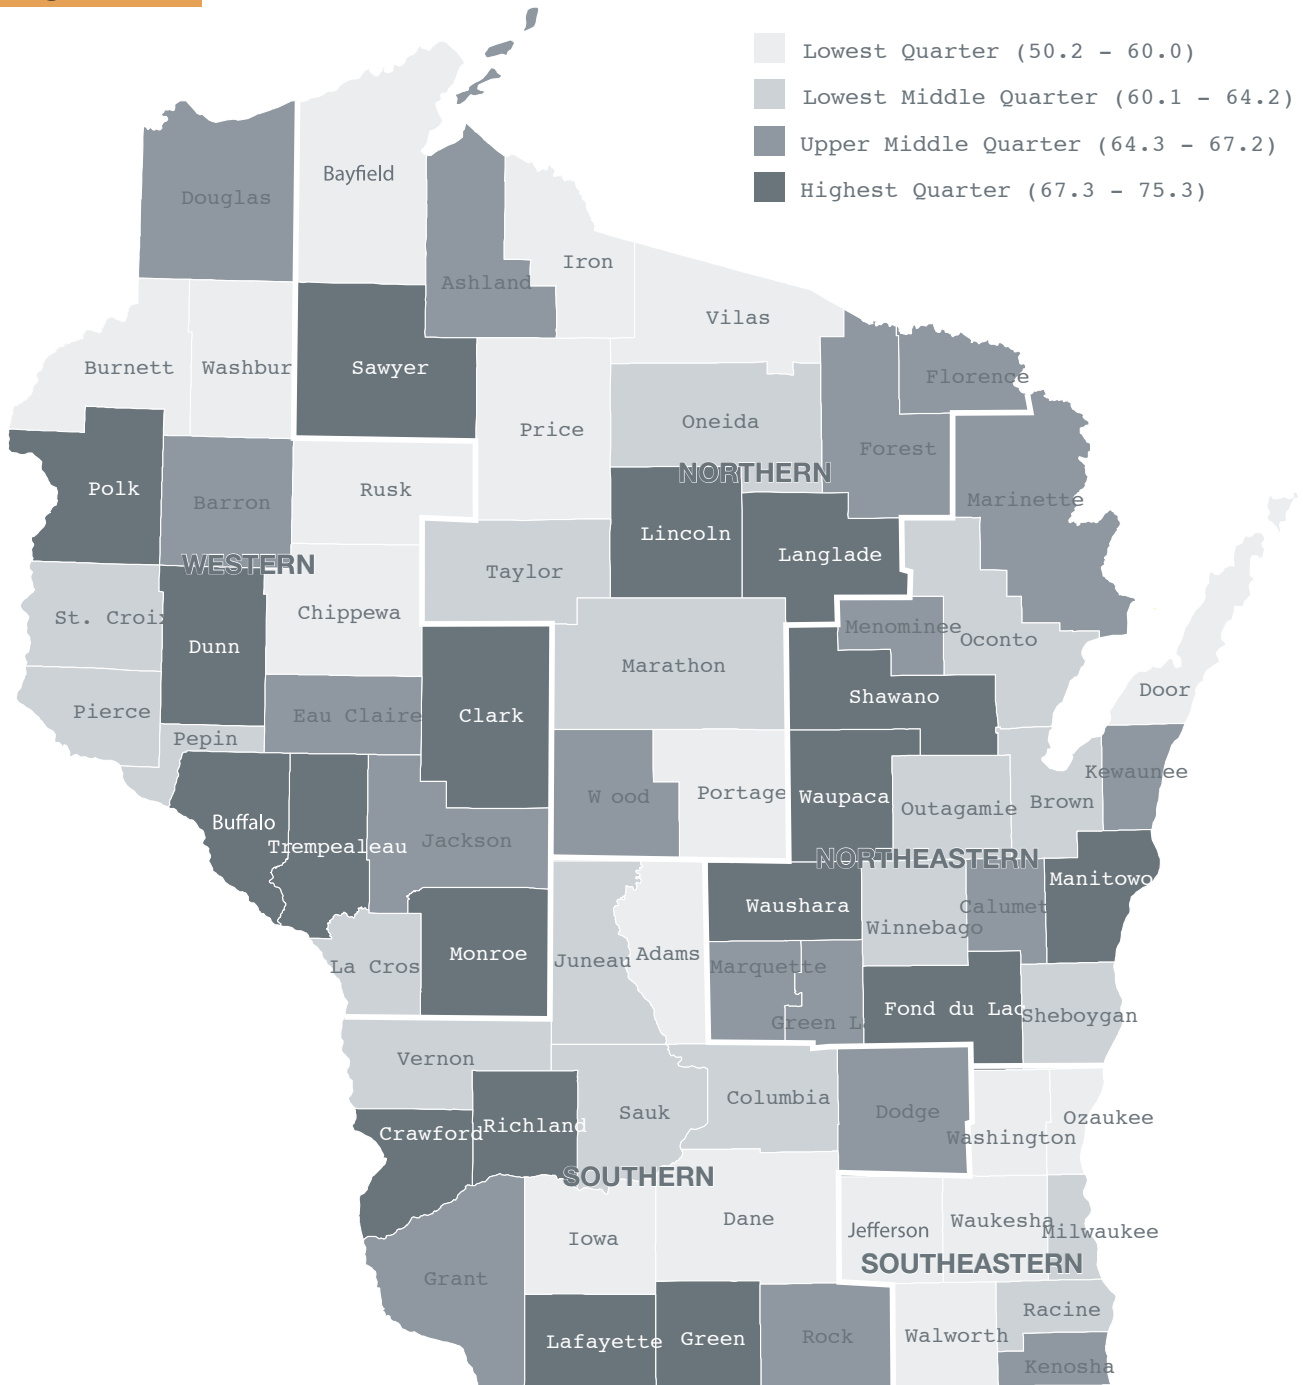 Lowest Quarter (50.2 - 60.0)
Lowest Middle Quarter (60.1 - 64.2)
Upper Middle Quarter (64.3 - 67.2)
Highest Quarter (67.3 - 75.3)
Bayfield
Douglas
Iron
Ashland
Vilas
Burnett
Washbur
Sawyer
Florence
Oneida
Price
Forest
NORTHERN
Polk
Rusk
Barron
Marinette
Lincoln
Langlade
WESTERN
Taylor
Chippewa
St. Croix
Menominee
Oconto
Dunn
Marathon
Door
Shawano
Pierce
Eau Claire
Clark
Pepin
Kewaunee
Wood
Portage
Waupaca
Brown
Outagamie
Buffalo
Jackson
Trempealeau
NORTHEASTERN
Manitowo
Waushara
Calumet
Winnebago
Monroe
Adams
Juneau
La Cros
Marquette
Fond du Lac
Sheboygan
Green La
Vernon
Columbia
Sauk
Dodge
Ozaukee
Richland
Crawford
Washington
SOUTHERN
Dane
Waukesha
Jefferson
Milwaukee
Iowa
SOUTHEASTERN
Grant
Racine
Lafayette
Green
Rock
Walworth
Kenosha